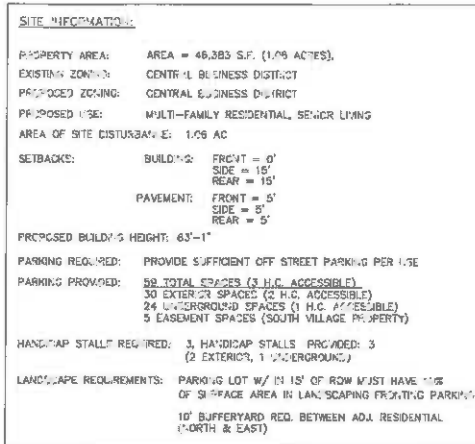 SITE INFORMATION:
PROPERTY AREA: AREA = 46,383 S.F. (1.06 ACRES).
EXISTING ZONING: CENTRAL BUSINESS DISTRICT
PROPOSED ZONING: CENTRAL BUSINESS DISTRICT
PROPOSED USE: MULTI-FAMILY RESIDENTIAL, SENIOR LIVING
AREA OF SITE DISTURBANCE: 1.06 AC
SETBACKS: BUILDING: FRONT = 0'
SIDE = 15'
REAR = 15'
PAVEMENT: FRONT = 5'
SIDE = 5'
REAR = 5'
PROPOSED BUILDING HEIGHT: 63'-1"
PARKING REQUIRED: PROVIDE SUFFICIENT OFF STREET PARKING PER USE
PARKING PROVIDED: 59 TOTAL SPACES (3 H.C. ACCESSIBLE)
30 EXTERIOR SPACES (2 H.C. ACCESSIBLE)
24 UNDERGROUND SPACES (1 H.C. ACCESSIBLE)
5 EASEMENT SPACES (SOUTH VILLAGE PROPERTY)
HANDICAP STALLS REQUIRED: 3, HANDICAP STALLS PROVIDED: 3
(2 EXTERIOR, 1 UNDERGROUND)
LANDSCAPE REQUIREMENTS: PARKING LOT W/ IN 15' OF ROW MUST HAVE
OF SURFACE AREA IN LANDSCAPING FRONTING PARKING
10' BUFFERYARD REQ. BETWEEN ADJ. RESIDENTIAL
(NORTH & EAST)